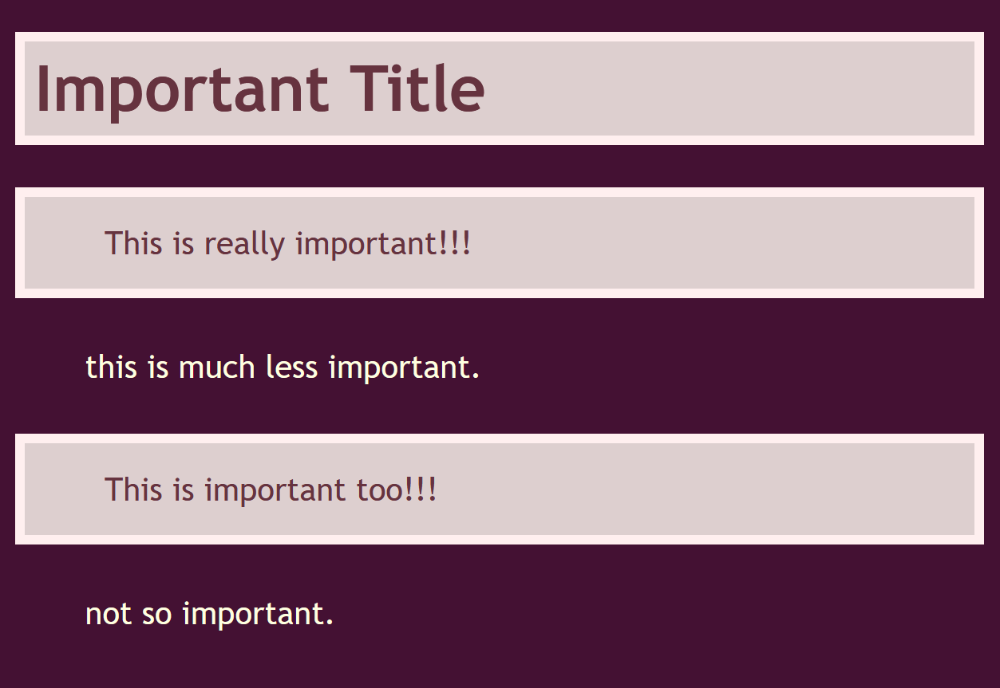 Important Title
This is really important!!!
this is much less important.
This is important too!!!
not so important.